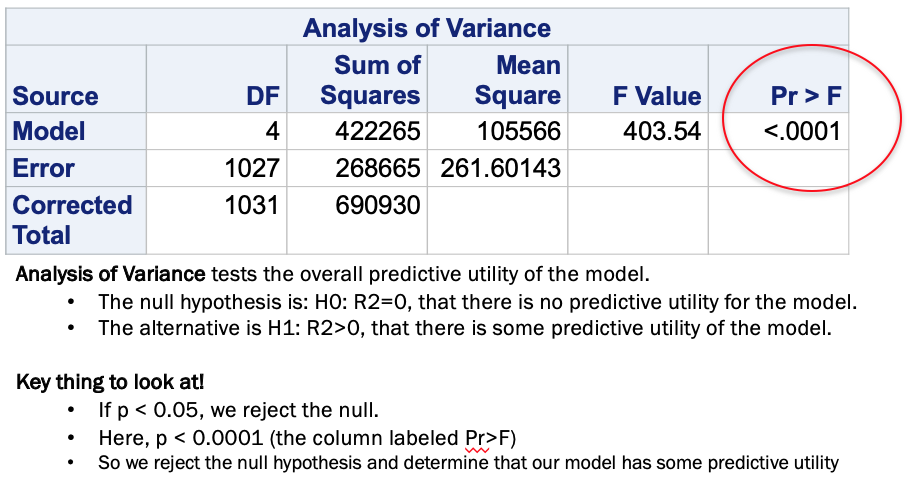 Analysis of Variance
Source DF Sum of Squares Mean Square F Value Pr > F
Model 4 422265 105566 403.54 <.0001
Error 1027 268665 261.60143
Corrected Total 1031 690930
Analysis of Variance tests the overall predictive utility of the model.
• The null hypothesis is: H0: R2=0, that there is no predictive utility for the model.
• The alternative is H1: R2>0, that there is some predictive utility of the model.
Key thing to look at!
• If p < 0.05, we reject the null.
• Here, p < 0.0001 (the column labeled Pr>F)
• So we reject the null hypothesis and determine that our model has some predictive utility